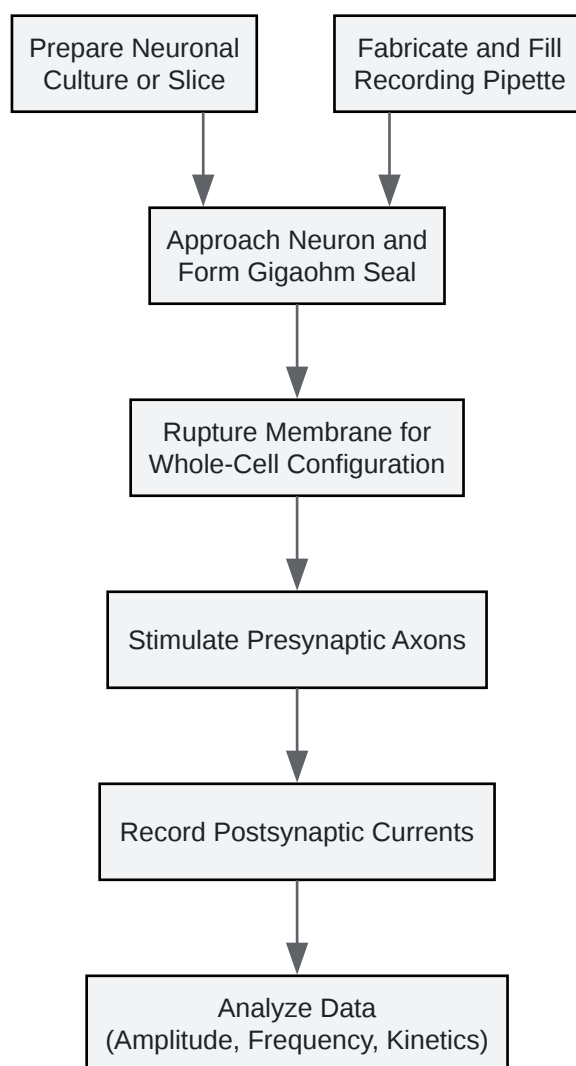 Prepare Neuronal
Culture or Slice
Fabricate and Fill
Recording Pipette
Approach Neuron and
Form Gigaohm Seal
Rupture Membrane for
Whole-Cell Configuration
Stimulate Presynaptic Axons
Record Postsynaptic Currents
Analyze Data
(Amplitude, Frequency, Kinetics)